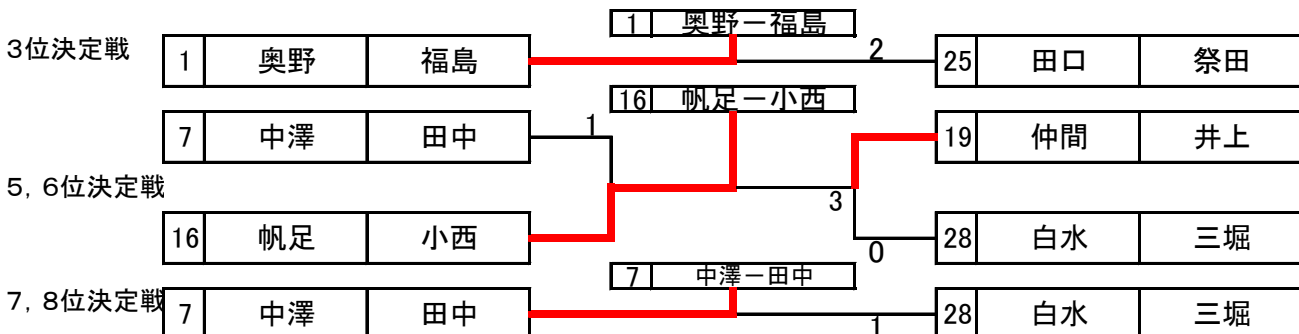 1 奥野－福島
3位決定戦 1 奥野 福島 2 25 田口 祭田
16 帆足－小西
7 中澤 田中 1 19 仲間 井上
5，6位決定戦 3
16 帆足 小西 0 28 白水 三堀
7 中澤－田中
7，8位決定戦 7 中澤 田中 1 28 白水 三堀